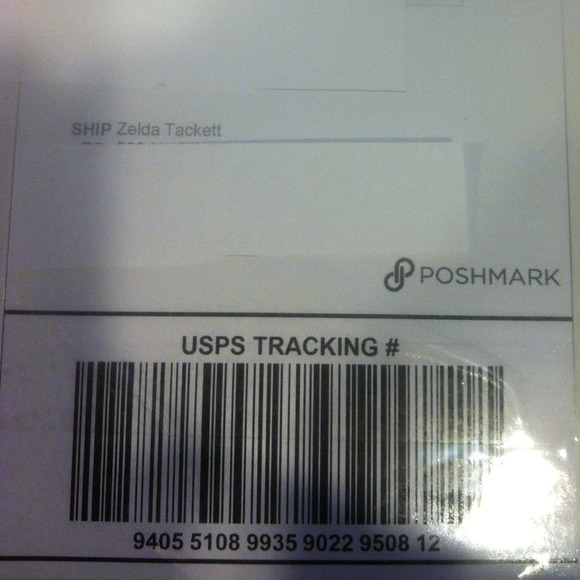 SHIP Zelda Tackett
POSHMARK
USPS TRACKING #
9405 5108 9935 9022 9508 12